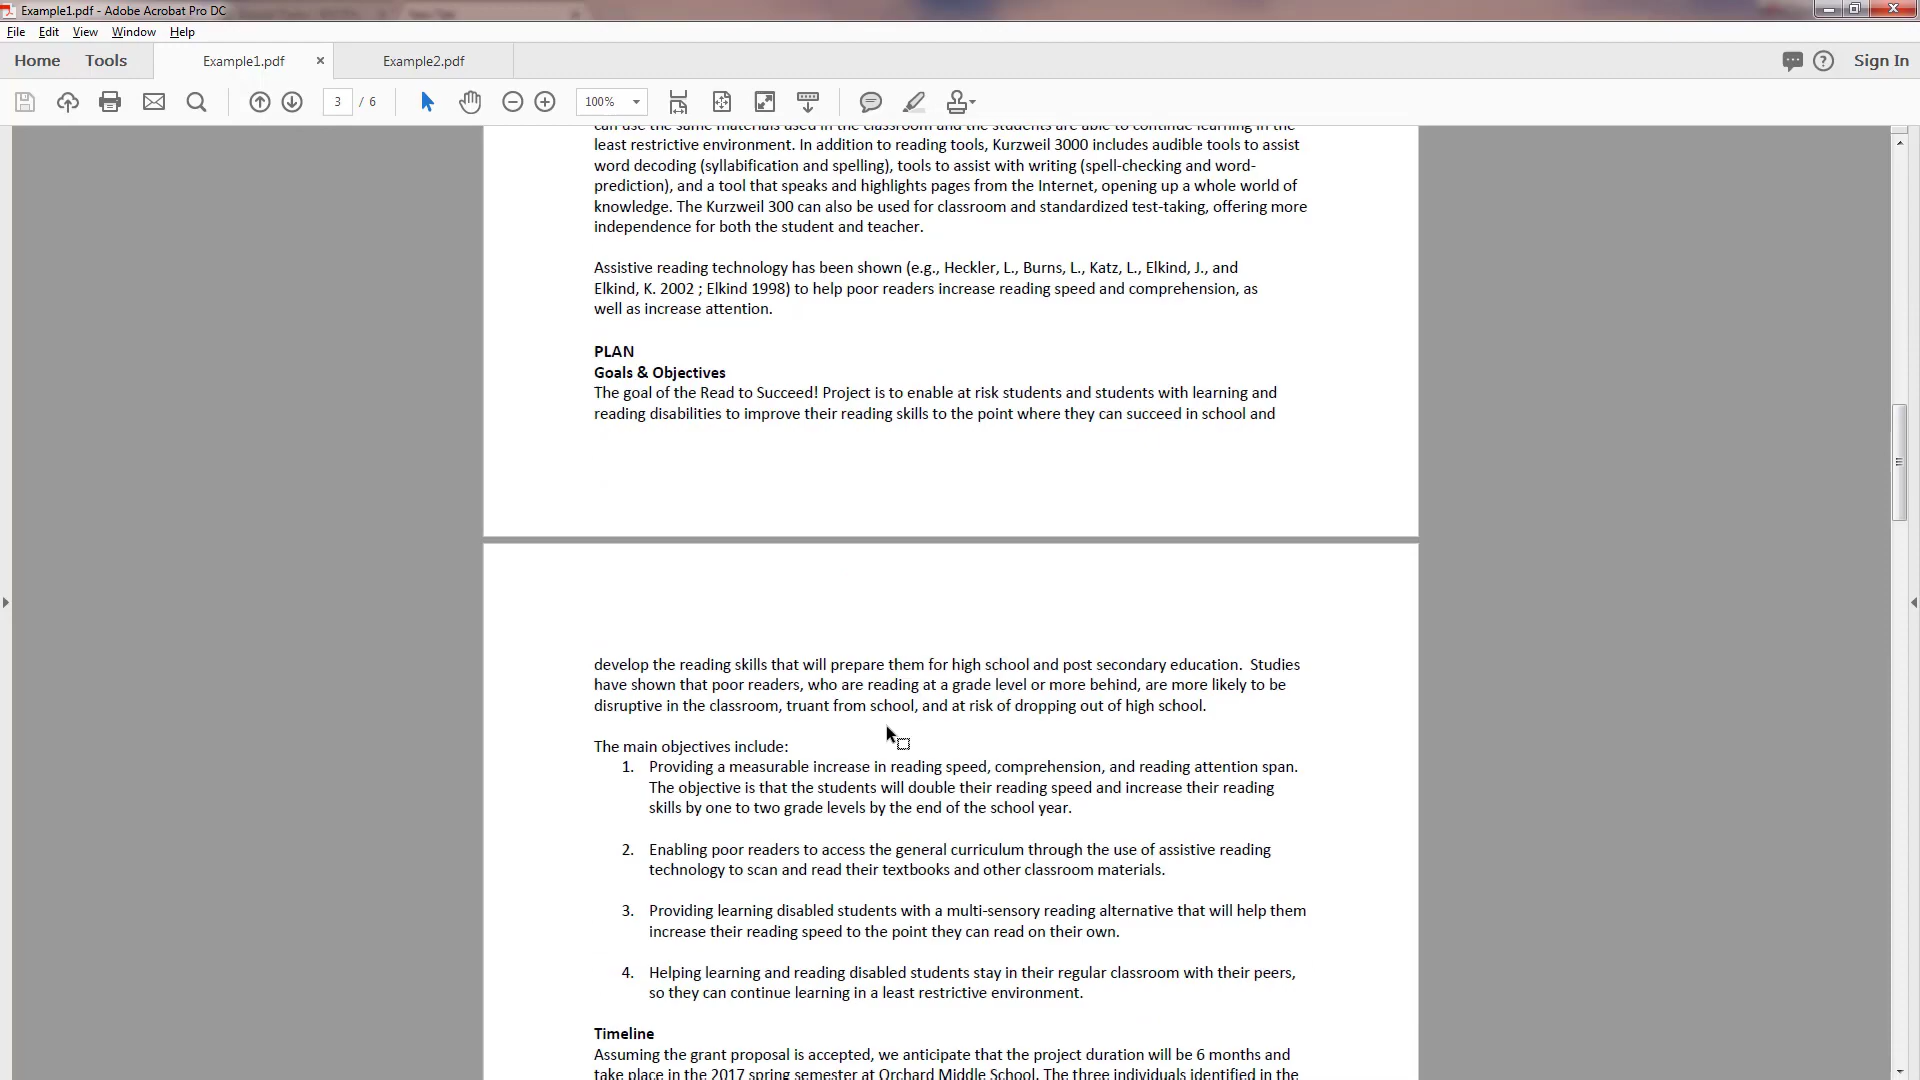 Example1.pdf - Adobe Acrobat Pro DC
File Edit View Window Help
Home Tools Example1.pdf × Example2.pdf Sign In
3 / 6 100%
can use the same materials used in the classroom and the students are able to continue learning in the
least restrictive environment. In addition to reading tools, Kurzweil 3000 includes audible tools to assist
word decoding (syllabification and spelling), tools to assist with writing (spell-checking and word-
prediction), and a tool that speaks and highlights pages from the Internet, opening up a whole world of
knowledge. The Kurzweil 300 can also be used for classroom and standardized test-taking, offering more
independence for both the student and teacher.
Assistive reading technology has been shown (e.g., Heckler, L., Burns, L., Katz, L., Elkind, J., and
Elkind, K. 2002 ; Elkind 1998) to help poor readers increase reading speed and comprehension, as
well as increase attention.
PLAN
Goals & Objectives
The goal of the Read to Succeed! Project is to enable at risk students and students with learning and
reading disabilities to improve their reading skills to the point where they can succeed in school and
develop the reading skills that will prepare them for high school and post secondary education.  Studies
have shown that poor readers, who are reading at a grade level or more behind, are more likely to be
disruptive in the classroom, truant from school, and at risk of dropping out of high school.
The main objectives include:
1. Providing a measurable increase in reading speed, comprehension, and reading attention span.
The objective is that the students will double their reading speed and increase their reading
skills by one to two grade levels by the end of the school year.
2. Enabling poor readers to access the general curriculum through the use of assistive reading
technology to scan and read their textbooks and other classroom materials.
3. Providing learning disabled students with a multi-sensory reading alternative that will help them
increase their reading speed to the point they can read on their own.
4. Helping learning and reading disabled students stay in their regular classroom with their peers,
so they can continue learning in a least restrictive environment.
Timeline
Assuming the grant proposal is accepted, we anticipate that the project duration will be 6 months and
take place in the 2017 spring semester at Orchard Middle School. The three individuals identified in the